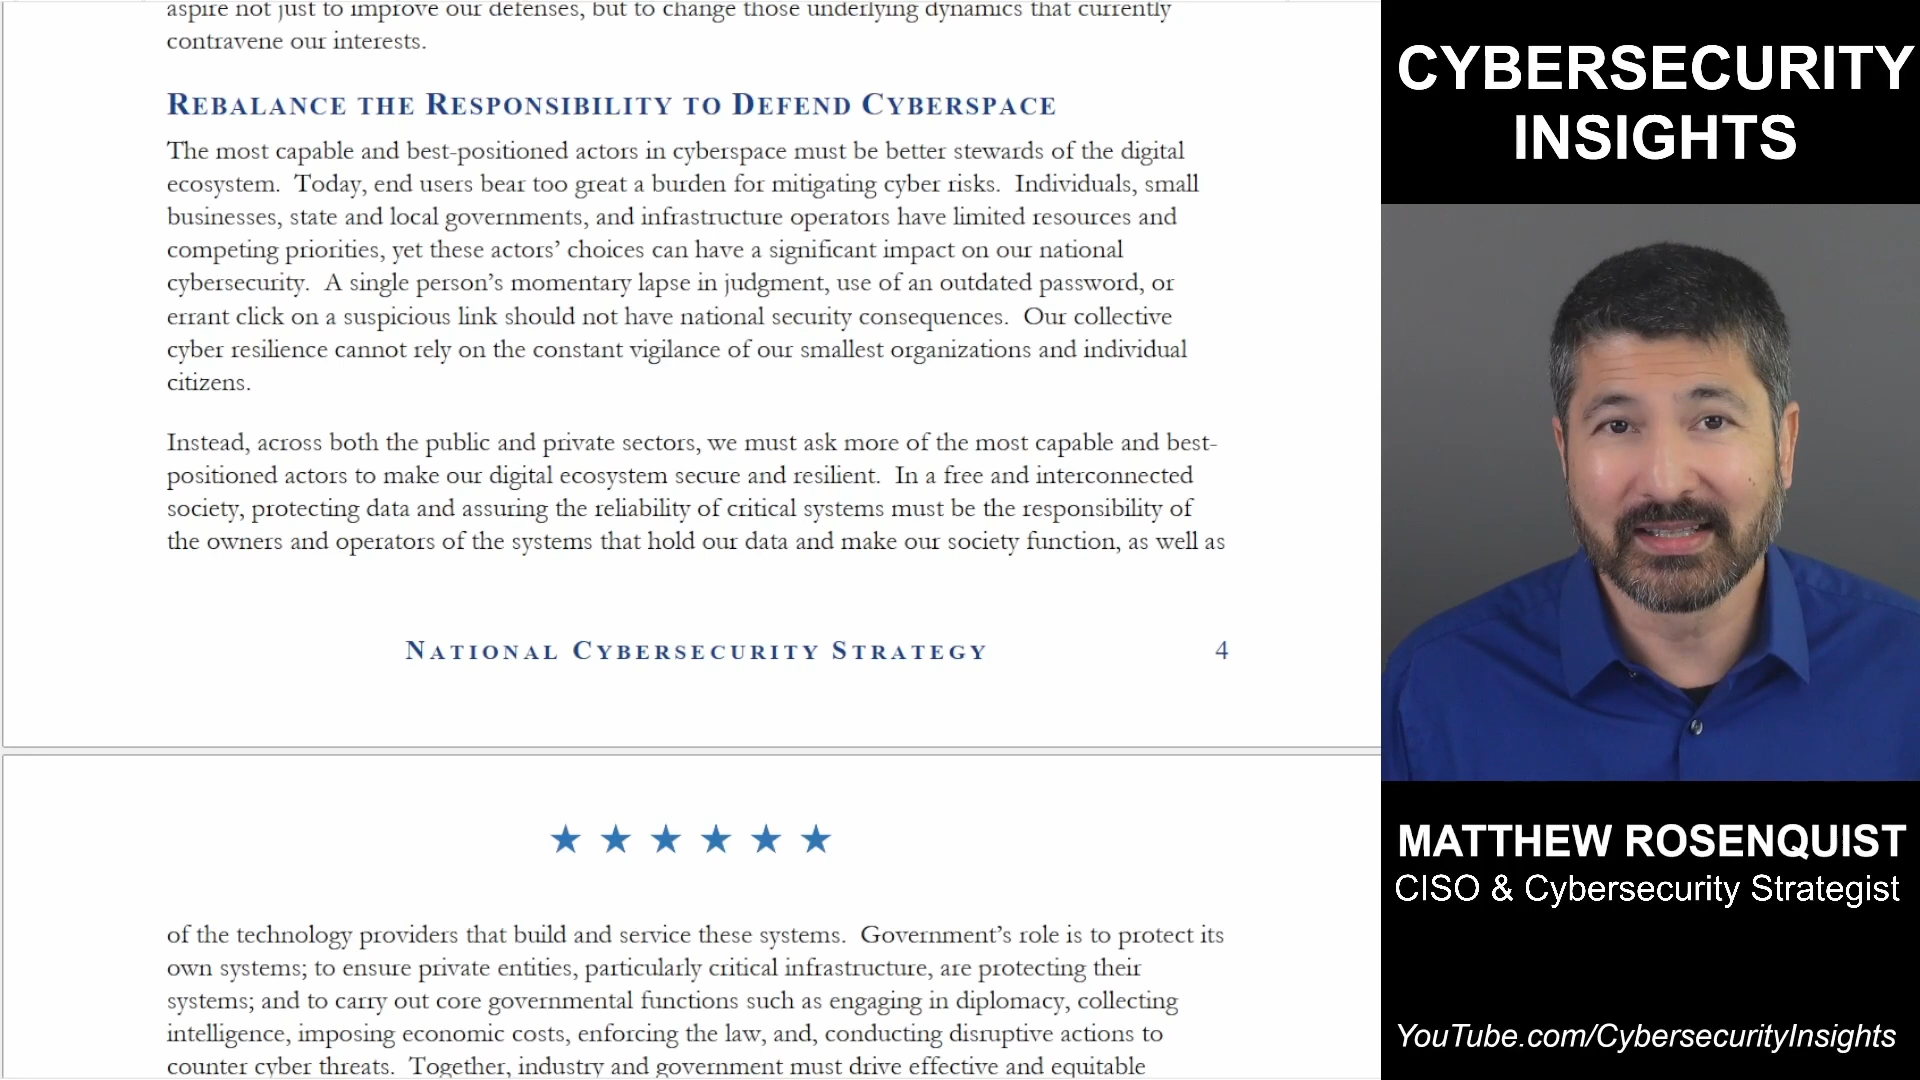 aspire not just to improve our defenses, but to change those underlying dynamics that currently
contravene our interests.
REBALANCE THE RESPONSIBILITY TO DEFEND CYBERSPACE
The most capable and best-positioned actors in cyberspace must be better stewards of the digital
ecosystem.  Today, end users bear too great a burden for mitigating cyber risks.  Individuals, small
businesses, state and local governments, and infrastructure operators have limited resources and
competing priorities, yet these actors’ choices can have a significant impact on our national
cybersecurity.  A single person’s momentary lapse in judgment, use of an outdated password, or
errant click on a suspicious link should not have national security consequences.  Our collective
cyber resilience cannot rely on the constant vigilance of our smallest organizations and individual
citizens.
Instead, across both the public and private sectors, we must ask more of the most capable and best-
positioned actors to make our digital ecosystem secure and resilient.  In a free and interconnected
society, protecting data and assuring the reliability of critical systems must be the responsibility of
the owners and operators of the systems that hold our data and make our society function, as well as
NATIONAL CYBERSECURITY STRATEGY 4
of the technology providers that build and service these systems.  Government’s role is to protect its
own systems; to ensure private entities, particularly critical infrastructure, are protecting their
systems; and to carry out core governmental functions such as engaging in diplomacy, collecting
intelligence, imposing economic costs, enforcing the law, and, conducting disruptive actions to
counter cyber threats.  Together, industry and government must drive effective and equitable
CYBERSECURITY
INSIGHTS
MATTHEW ROSENQUIST
CISO & Cybersecurity Strategist
YouTube.com/CybersecurityInsights